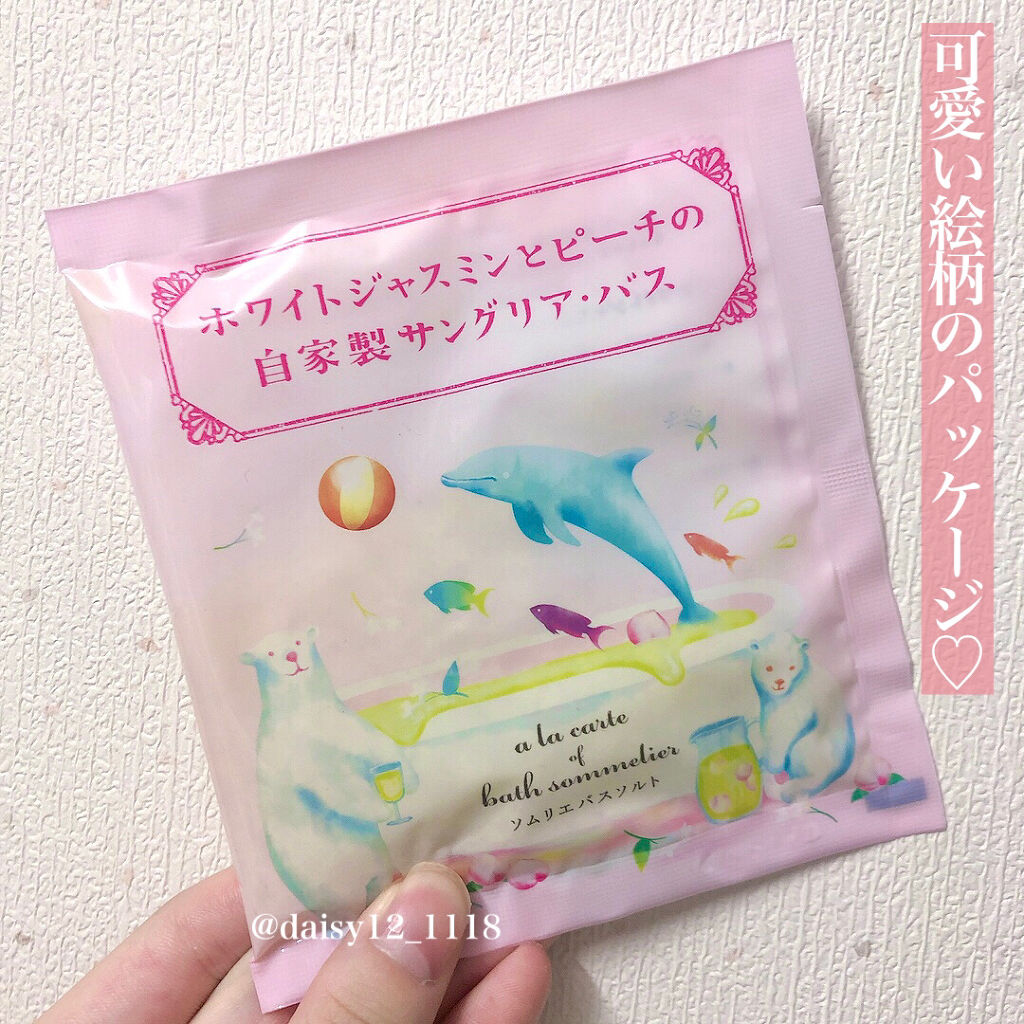 可愛い絵柄のパッケージ♡
ホワイトジャスミンとピーチの
自家製サングリア・バス
a la carte
of
bath sommelier
ソムリエバスソルト
@daisy12_1118